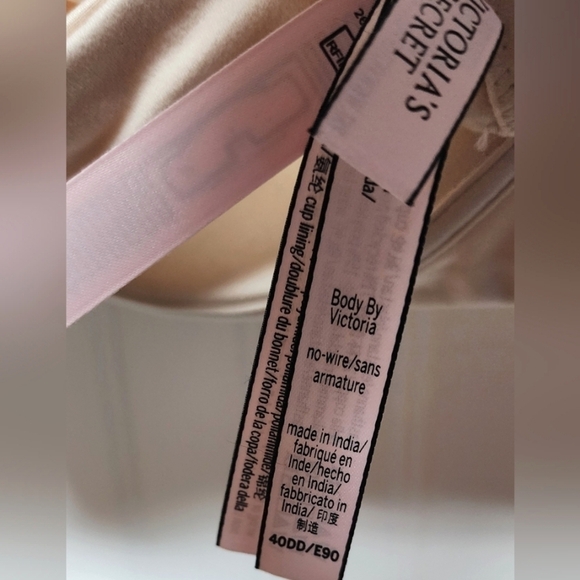 VICTORIA'S
SECRET
RFI
Body By
Victoria
no-wire/sans
armature
made in India/
fabriqué en
Inde/hecho
en India/
fabbricato in
India/ 印度
制造
40DD/E90
cup lining/doublure du bonnet/forro de la copa/fodera della